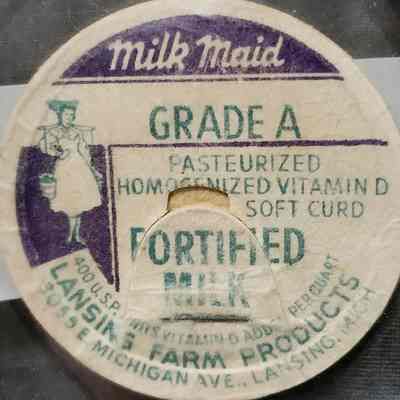 Milk Maid
GRADE A
PASTEURIZED
HOMOGENIZED VITAMIN D
SOFT CURD
FORTIFIED
MILK
400 U.S.P. UNITS VITAMIN D ADDED PER QUART
LANSING FARM PRODUCTS
E. MICHIGAN AVE., LANSING, MICH